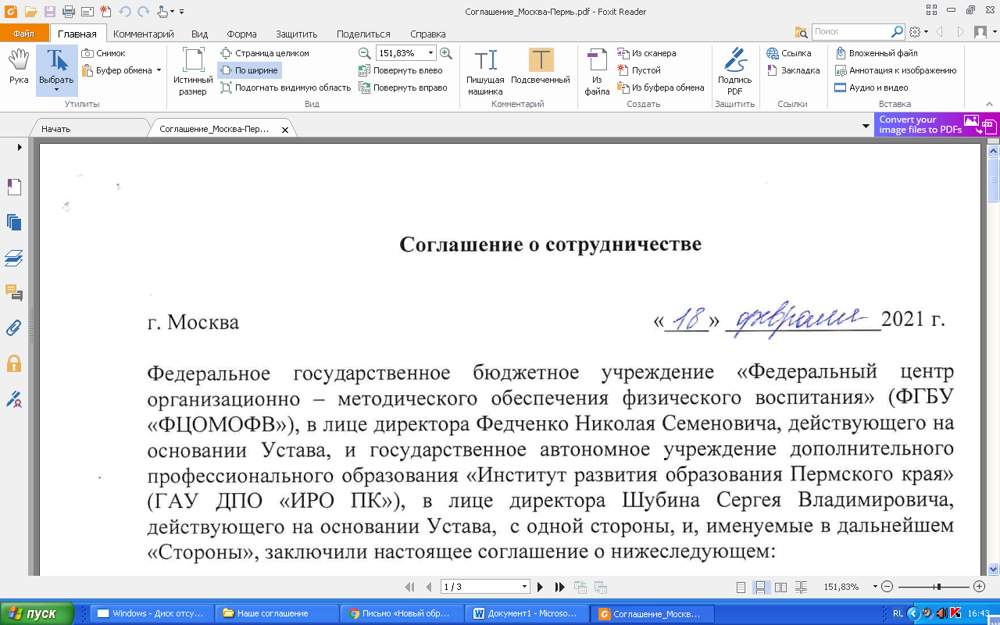 Соглашение_Москва-Пермь.pdf - Foxit Reader
Файл Главная Комментарий Вид Форма Защитить Поделиться Справка Поиск
Снимок Страница целиком 151,83% Ссылка Вложенный файл
Из сканера
Буфер обмена По ширине Повернуть влево Пустой Закладка Аннотация к изображению
Рука Выбрать Истинный размер Подогнать видимую область Повернуть вправо Пишущая машинка Подсвеченный Из файла Из буфера обмена Подпись PDF Аудио и видео
Утилиты Вид Комментарий Создать Защитить Ссылки Вставка
Начать Соглашение_Москва-Перм... Convert your
image files to PDFs
PDF
Соглашение о сотрудничестве
г. Москва «18» февраля 2021 г.
Федеральное государственное бюджетное учреждение «Федеральный центр
организационно – методического обеспечения физического воспитания» (ФГБУ
«ФЦОМОФВ»), в лице директора Федченко Николая Семеновича, действующего на
основании Устава, и государственное автономное учреждение дополнительного
профессионального образования «Институт развития образования Пермского края»
(ГАУ ДПО «ИРО ПК»), в лице директора Шубина Сергея Владимировича,
действующего на основании Устава, с одной стороны, и, именуемые в дальнейшем
«Стороны», заключили настоящее соглашение о нижеследующем:
1 / 3 151,83%
пуск Windows - Диск отсу... Наше соглашение Письмо «Новый обр... Документ1 - Microso... Соглашение_Москв... RL 16:43